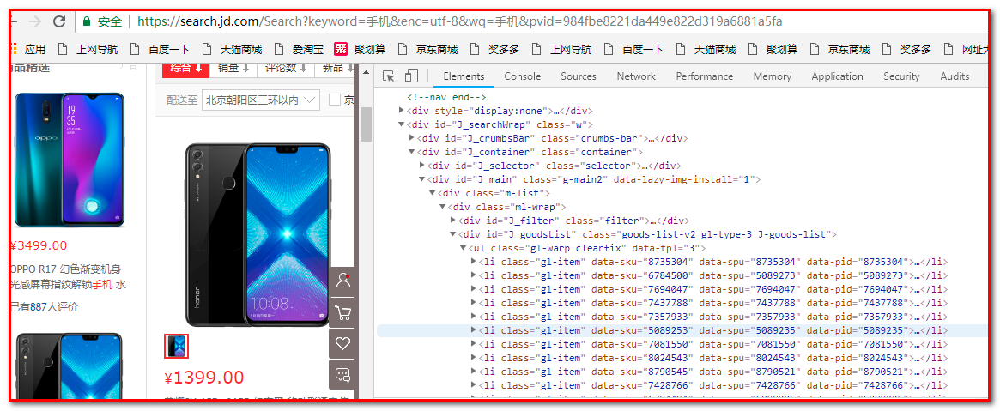 安全 https://search.jd.com/Search?keyword=手机&enc=utf-8&wq=手机&pvid=984fbe8221da449e822d319a6881a5fa
应用 上网导航 百度一下 天猫商城 爱淘宝 聚 聚划算 京东商城 奖多多 上网导航 百度一下 天猫商城 聚划算 京东商城 奖多多 网址大
商品精选
¥3499.00
OPPO R17 幻色渐变机身
光感屏幕指纹解锁手机 水
已有887人评价
综合 销量 评论数 新品
配送至 北京朝阳区三环以内 京
¥1399.00
Elements Console Sources Network Performance Memory Application Security Audits
<!--nav end-->
<div style="display:none">…</div>
<div id="J_searchWrap" class="w">
<div id="J_crumbsBar" class="crumbs-bar">…</div>
<div id="J_container" class="container">
<div id="J_selector" class="selector">…</div>
<div id="J_main" class="g-main2" data-lazy-img-install="1">
<div class="m-list">
<div class="ml-wrap">
<div id="J_filter" class="filter">…</div>
<div id="J_goodsList" class="goods-list-v2 gl-type-3 J-goods-list">
<ul class="gl-warp clearfix" data-tpl="3">
<li class="gl-item" data-sku="8735304" data-spu="8735304" data-pid="8735304">…</li>
<li class="gl-item" data-sku="6784500" data-spu="5089273" data-pid="5089273">…</li>
<li class="gl-item" data-sku="7694047" data-spu="7694047" data-pid="7694047">…</li>
<li class="gl-item" data-sku="7437788" data-spu="7437788" data-pid="7437788">…</li>
<li class="gl-item" data-sku="7357933" data-spu="7357933" data-pid="7357933">…</li>
<li class="gl-item" data-sku="5089253" data-spu="5089235" data-pid="5089235">…</li>
<li class="gl-item" data-sku="7081550" data-spu="7081550" data-pid="7081550">…</li>
<li class="gl-item" data-sku="8024543" data-spu="8024543" data-pid="8024543">…</li>
<li class="gl-item" data-sku="8790545" data-spu="8790521" data-pid="8790521">…</li>
<li class="gl-item" data-sku="7428766" data-spu="7428766" data-pid="7428766">…</li>